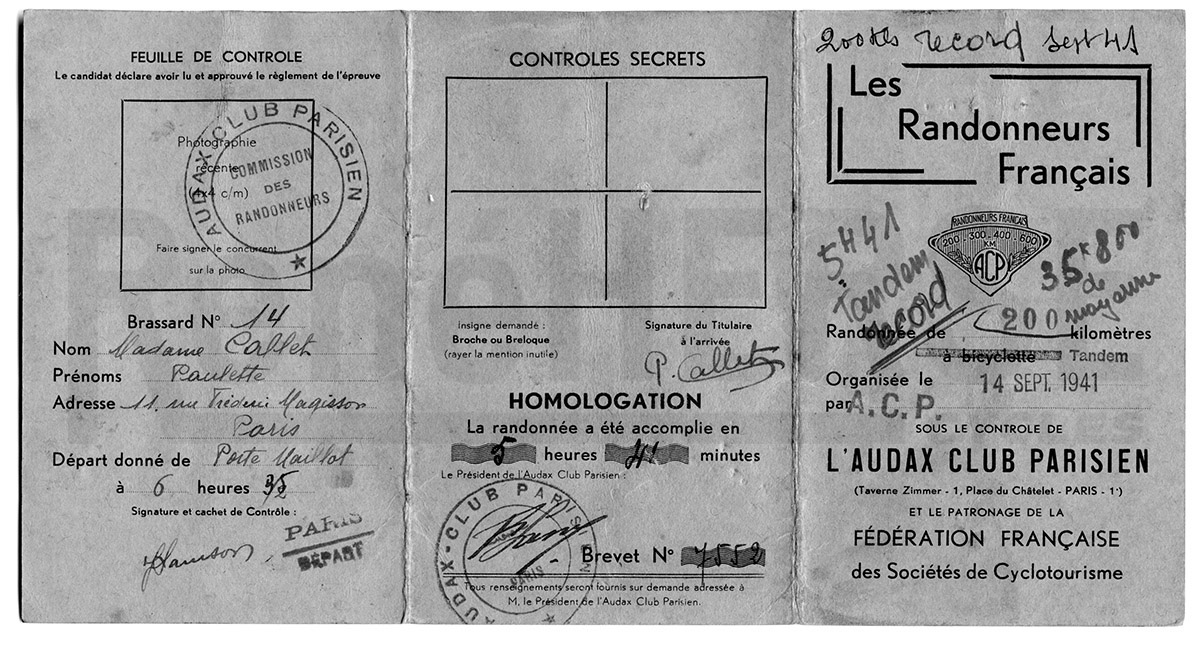 FEUILLE DE CONTROLE
Le candidat déclare avoir lu et approuvé le règlement de l'épreuve
Photographie
récente
(4x4 c/m)
Faire signer le concurrent
sur la photo
AUDAX-CLUB PARISIEN
COMMISSION
DES
RANDONNEURS
Brassard N° 14
Nom Madame Callet
Prénoms Paulette
Adresse 11, rue Frédéric Magisson
Paris
Départ donné de Porte Maillot
à 6 heures 35
Signature et cachet de Contrôle :
PARIS
DÉPART
CONTROLES SECRETS
Insigne demandé :
Broche ou Breloque
(rayer la mention inutile)
Signature du Titulaire
à l'arrivée
P. Callet
HOMOLOGATION
La randonnée a été accomplie en
5 heures 41 minutes
Le Président de l'Audax Club Parisien :
AUDAX-CLUB PARISIEN
PARIS
Brevet N° 7552
Tous renseignements seront fournis sur demande adressée à
M. le Président de l'Audax Club Parisien.
200 kls record Sept 41
Les
Randonneurs
Français
RANDONNEURS FRANÇAIS
200-300-400-600
KM
ACP
5H41
Tandem
record
35k800
de
moyenne
Randonnée de 200 kilomètres
à bicyclette Tandem
Organisée le 14 SEPT. 1941
par A.C.P.
SOUS LE CONTROLE DE
L'AUDAX CLUB PARISIEN
(Taverne Zimmer - 1, Place du Châtelet - PARIS - 1e)
ET LE PATRONAGE DE LA
FÉDÉRATION FRANÇAISE
des Sociétés de Cyclotourisme